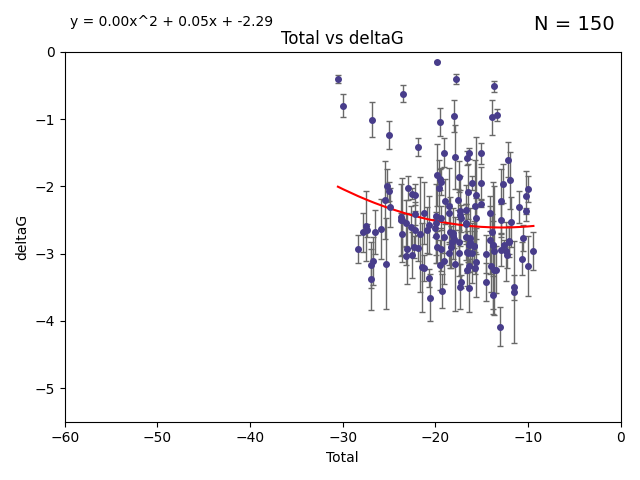 y = 0.00x^2 + 0.05x + -2.29
N = 150
Total vs deltaG
0
−1
−2
−3
−4
−5
deltaG
−60
−50
−40
−30
−20
−10
0
Total